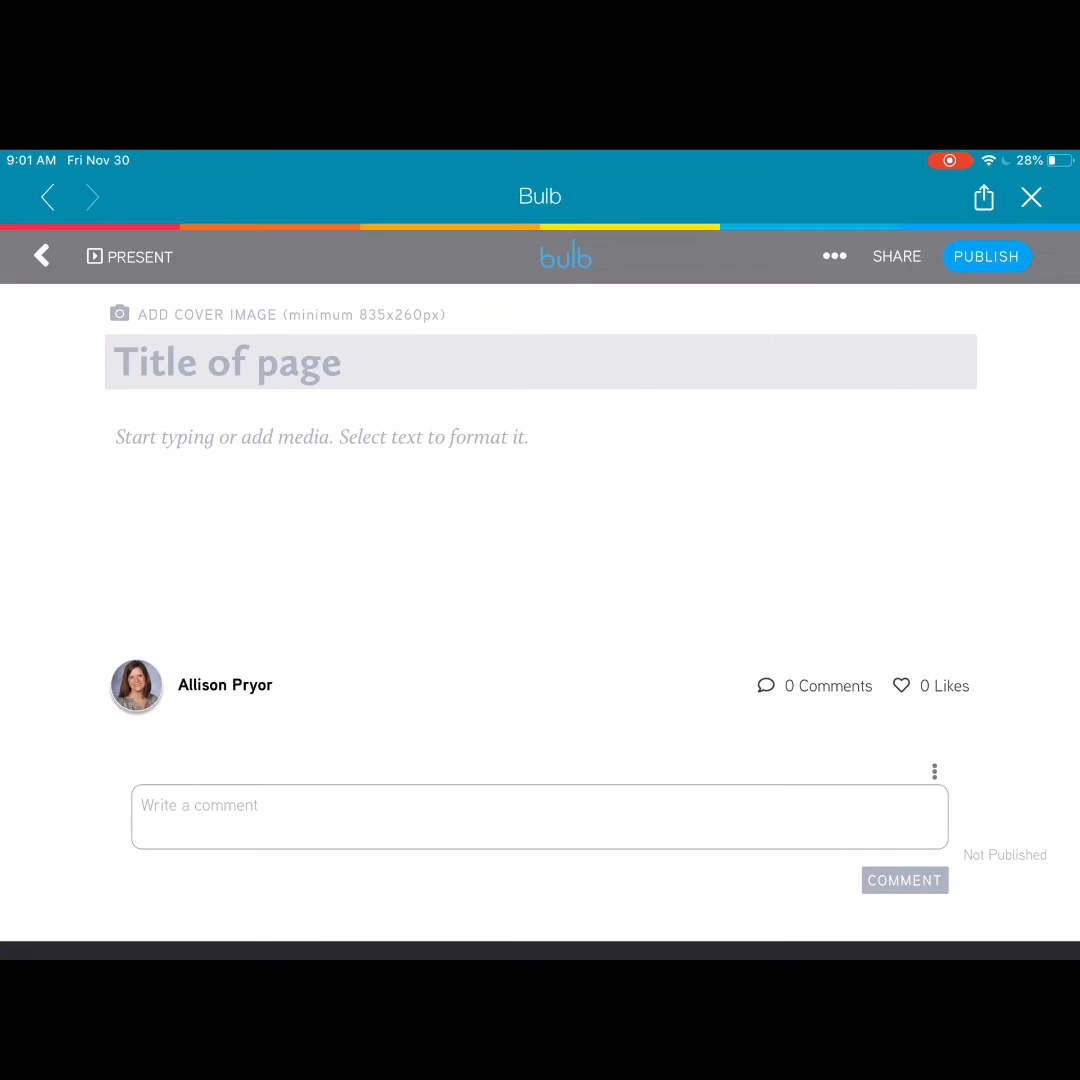 9:01 AM Fri Nov 30
28%
Bulb
PRESENT
bulb
SHARE
PUBLISH
ADD COVER IMAGE (minimum 835x260px)
Title of page
Start typing or add media. Select text to format it.
Allison Pryor
0 Comments
0 Likes
Write a comment
Not Published
COMMENT